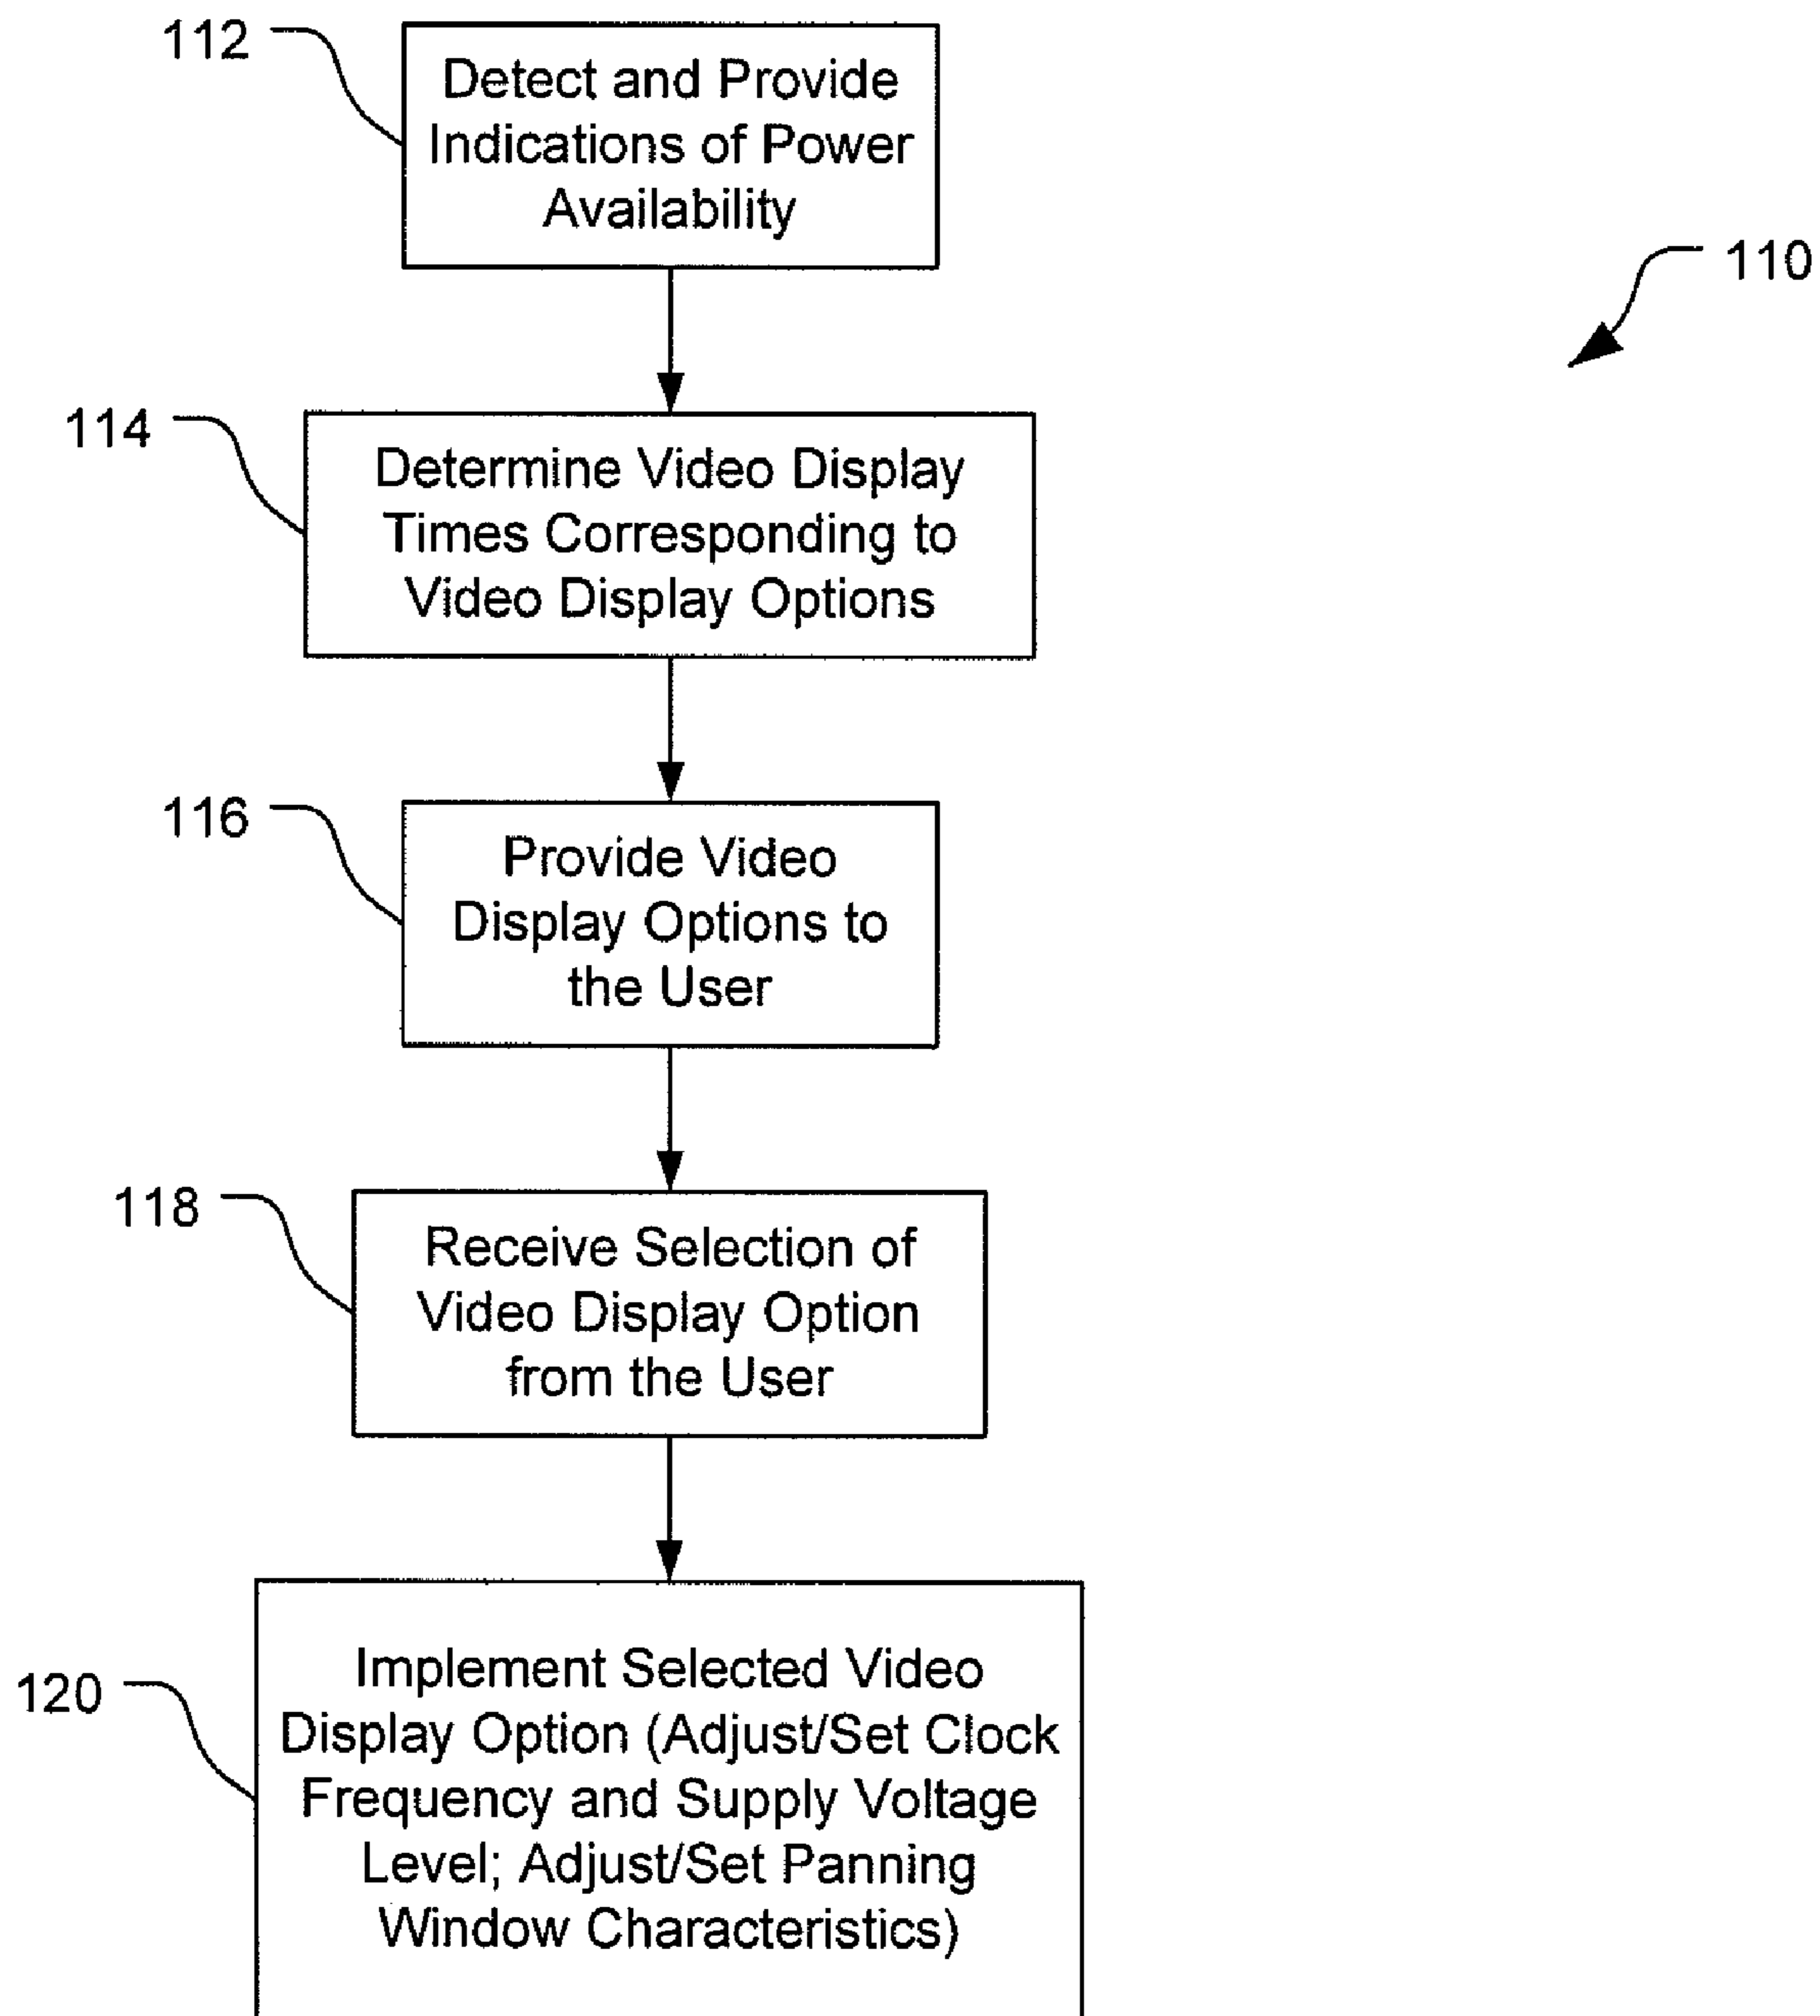 112
Detect and Provide
Indications of Power
Availability
110
114
Determine Video Display
Times Corresponding to
Video Display Options
116
Provide Video
Display Options to
the User
118
Receive Selection of
Video Display Option
from the User
120
Implement Selected Video
Display Option (Adjust/Set Clock
Frequency and Supply Voltage
Level; Adjust/Set Panning
Window Characteristics)